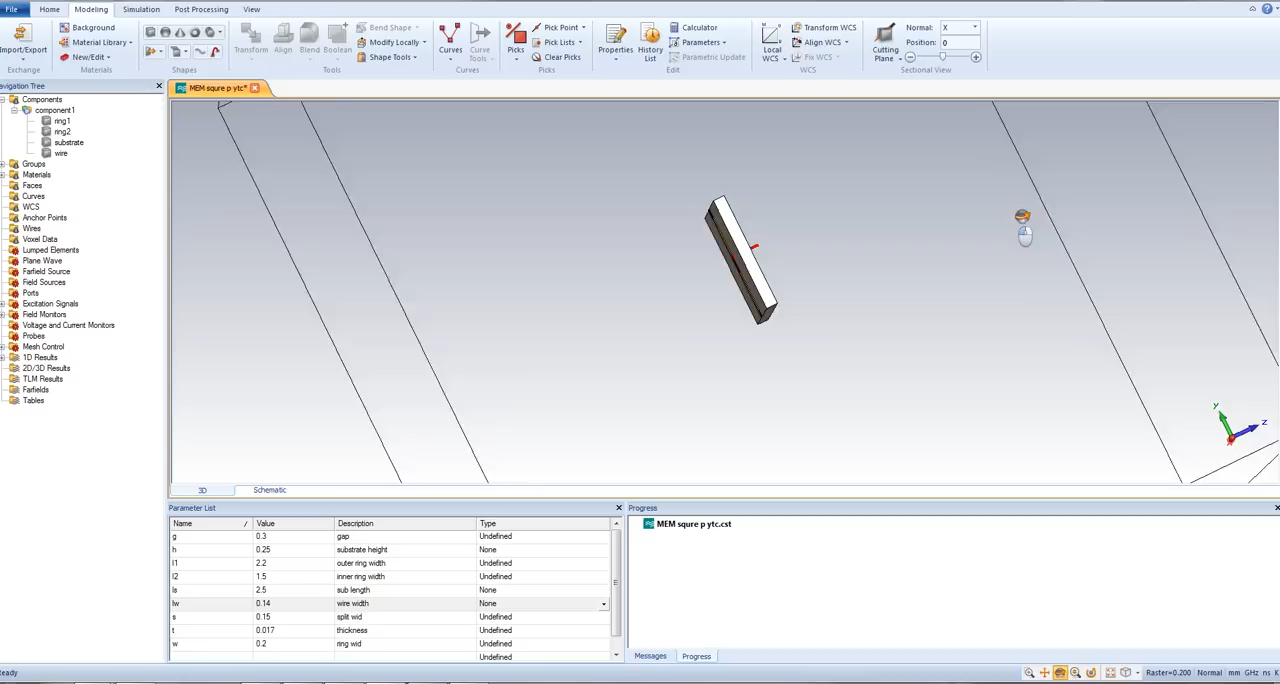 File Home Modeling Simulation Post Processing View
Import/Export
Exchange
Background
Material Library
New/Edit
Materials
Shapes
Transform Align Blend Boolean
Bend Shape
Modify Locally
Shape Tools
Tools
Curves Curve Tools
Curves
Picks
Pick Point
Pick Lists
Clear Picks
Picks
Properties History List
Calculator
Parameters
Parametric Update
Edit
Local WCS
Transform WCS
Align WCS
Fix WCS
WCS
Cutting Plane
Normal: X
Position: 0
Sectional View
avigation Tree
MEM squre p ytc*
Components
component1
ring1
ring2
substrate
wire
Groups
Materials
Faces
Curves
WCS
Anchor Points
Wires
Voxel Data
Lumped Elements
Plane Wave
Farfield Source
Field Sources
Ports
Excitation Signals
Field Monitors
Voltage and Current Monitors
Probes
Mesh Control
1D Results
2D/3D Results
TLM Results
Farfields
Tables
y
z
3D Schematic
Parameter List
Name / Value Description Type
g 0.3 gap Undefined
h 0.25 substrate height None
l1 2.2 outer ring width Undefined
l2 1.5 inner ring width Undefined
ls 2.5 sub length None
lw 0.14 wire width None
s 0.15 split wid Undefined
t 0.017 thickness Undefined
w 0.2 ring wid Undefined
Undefined
Progress
MEM squre p ytc.cst
Messages Progress
Ready
Raster=0.200 Normal mm GHz ns K